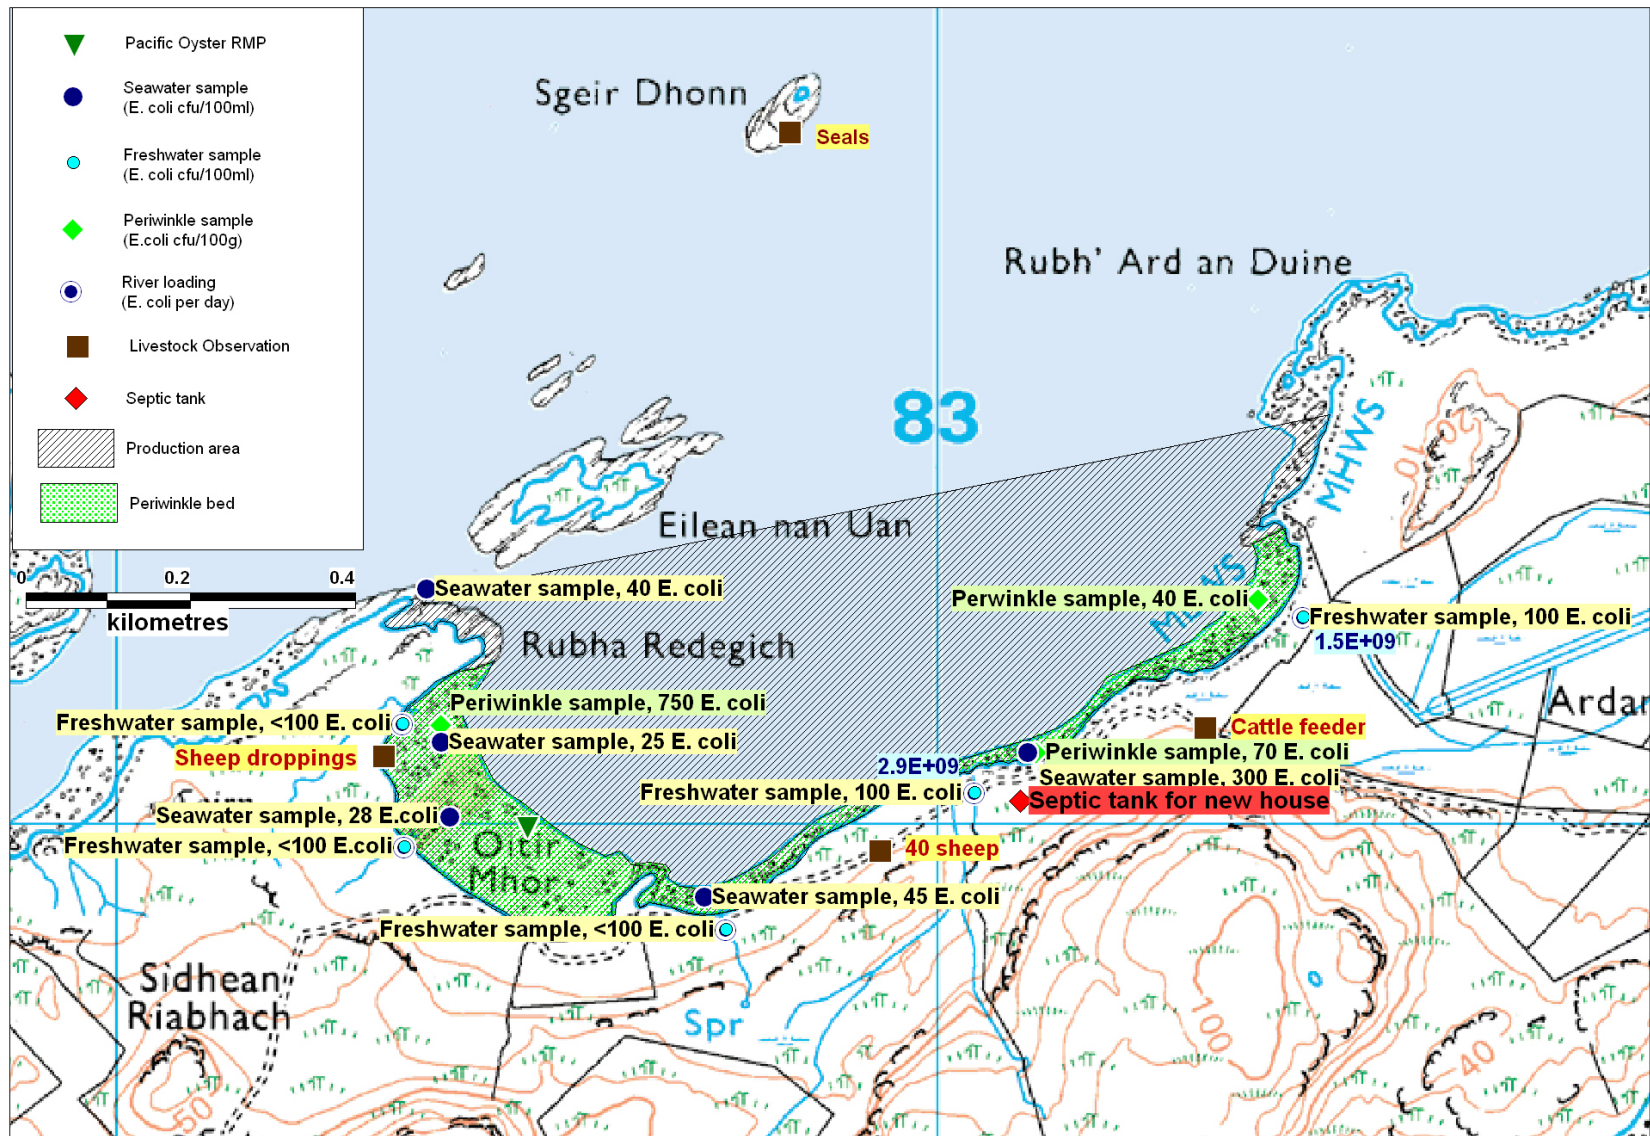 Pacific Oyster RMP
Seawater sample
(E. coli cfu/100ml)
Freshwater sample
(E. coli cfu/100ml)
Periwinkle sample
(E.coli cfu/100g)
River loading
(E. coli per day)
Livestock Observation
Septic tank
Production area
Periwinkle bed
0 0.2 0.4
kilometres
Sgeir Dhonn
Seals
Rubh' Ard an Duine
83
MHWS
10
20
Eilean nan Uan
Seawater sample, 40 E. coli
Perwinkle sample, 40 E. coli
MLWS
Freshwater sample, 100 E. coli
1.5E+09
Rubha Redegich
Periwinkle sample, 750 E. coli
Freshwater sample, <100 E. coli
Seawater sample, 25 E. coli
Sheep droppings
Ardar
Cattle feeder
Periwinkle sample, 70 E. coli
2.9E+09
Seawater sample, 300 E. coli
Freshwater sample, 100 E. coli
Septic tank for new house
Seawater sample, 28 E.coli
Freshwater sample, <100 E.coli
Oitir
Mhor
40 sheep
Seawater sample, 45 E. coli
Freshwater sample, <100 E. coli
Sidhean
Riabhach
Spr
100
40
50